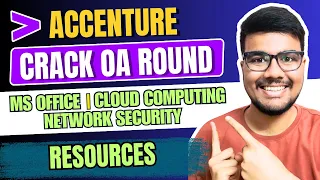 > ACCENTURE
CRACK OA ROUND
MS OFFICE | CLOUD COMPUTING
NETWORK SECURITY
RESOURCES